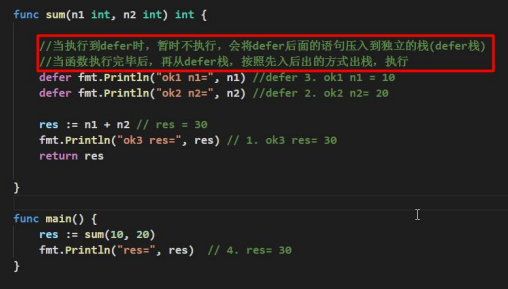 func sum(n1 int, n2 int) int {
//当执行到defer时，暂时不执行，会将defer后面的语句压入到独立的栈(defer栈)
//当函数执行完毕后，再从defer栈，按照先入后出的方式出栈，执行
defer fmt.Println("ok1 n1=", n1) //defer 3. ok1 n1 = 10
defer fmt.Println("ok2 n2=", n2) //defer 2. ok2 n2= 20
res := n1 + n2 // res = 30
fmt.Println("ok3 res=", res) // 1. ok3 res= 30
return res
}
func main() {
res := sum(10, 20)
fmt.Println("res=", res) // 4. res= 30
}